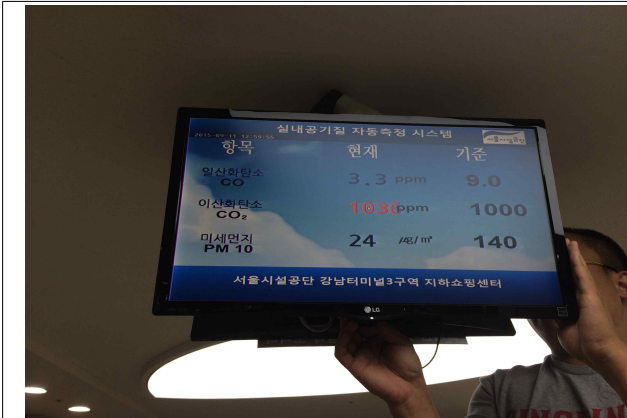 실내공기질 자동측정 시스템
항목 현재 기준
일산화탄소
CO 3.3 ppm 9.0
이산화탄소
CO₂ 1036ppm 1000
미세먼지
PM 10 24 ㎍/㎥ 140
서울시설공단 강남터미널3구역 지하쇼핑센터
LG